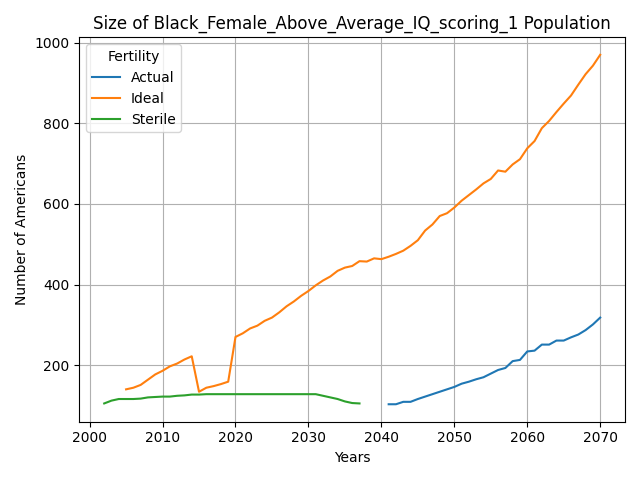 Size of Black_Female_Above_Average_IQ_scoring_1 Population
Fertility
Actual
Ideal
Sterile
Number of Americans
1000
800
600
400
200
2000 2010 2020 2030 2040 2050 2060 2070
Years